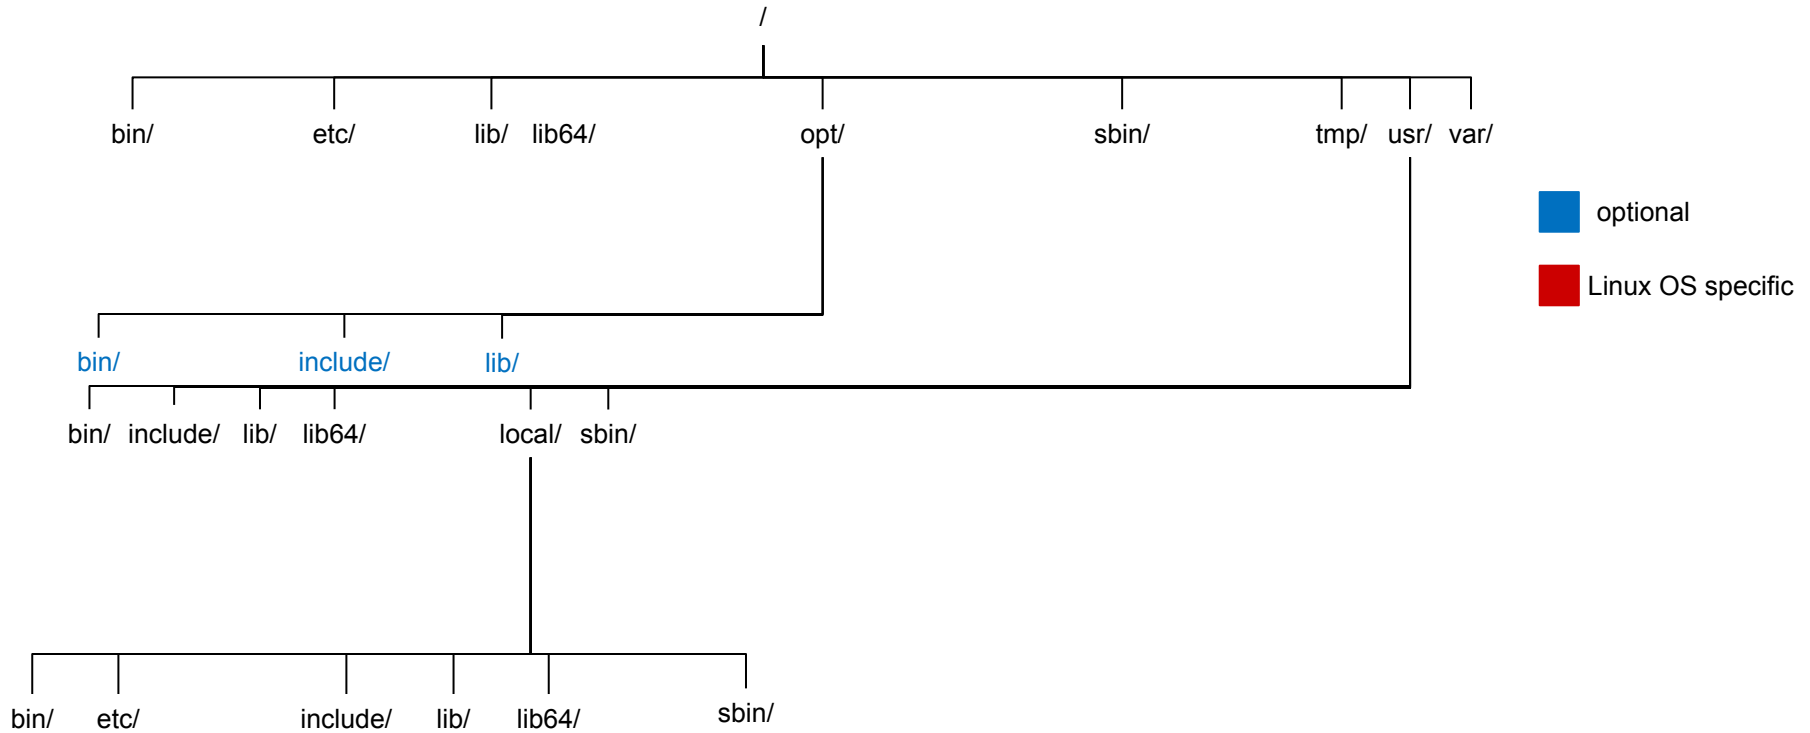 /
bin/ etc/ lib/ lib64/ opt/ sbin/ tmp/ usr/ var/
optional
Linux OS specific
bin/ include/ lib/
bin/ include/ lib/ lib64/ local/ sbin/
bin/ etc/ include/ lib/ lib64/ sbin/